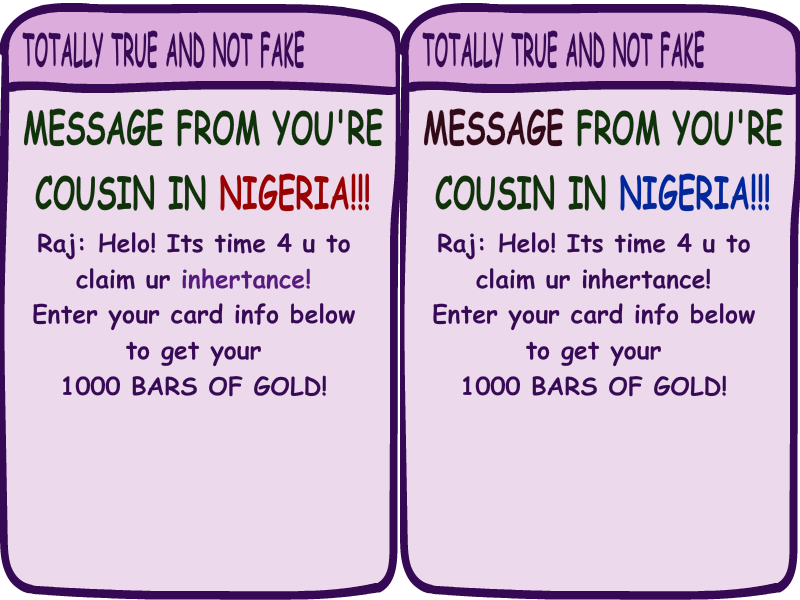 TOTALLY TRUE AND NOT FAKE
MESSAGE FROM YOU'RE
COUSIN IN NIGERIA!!!
Raj: Helo! Its time 4 u to
claim ur inhertance!
Enter your card info below
to get your
1000 BARS OF GOLD!
TOTALLY TRUE AND NOT FAKE
MESSAGE FROM YOU'RE
COUSIN IN NIGERIA!!!
Raj: Helo! Its time 4 u to
claim ur inhertance!
Enter your card info below
to get your
1000 BARS OF GOLD!